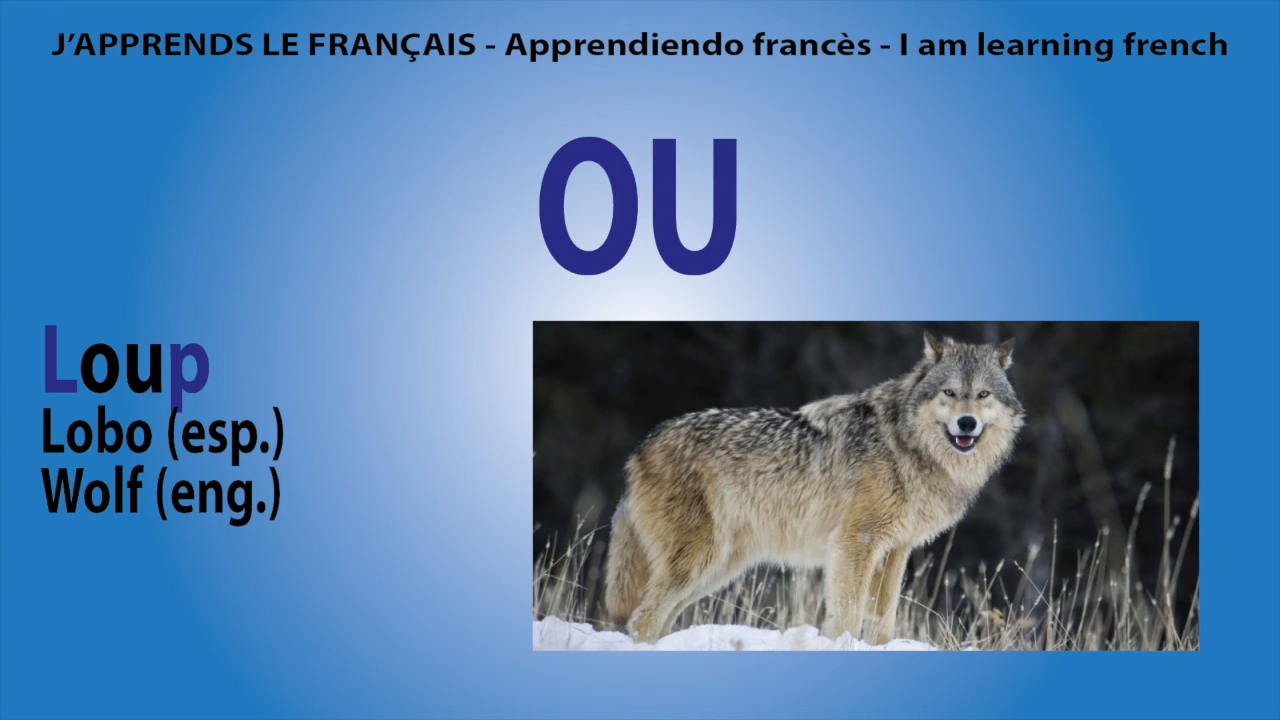 J’APPRENDS LE FRANÇAIS - Apprendiendo francès - I am learning french
OU
Loup
Lobo (esp.)
Wolf (eng.)